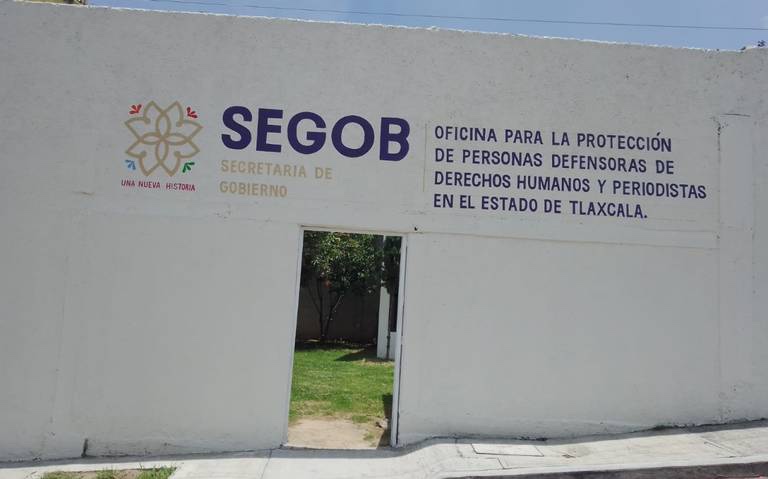 SEGOB
SECRETARIA DE
GOBIERNO
UNA NUEVA HISTORIA
OFICINA PARA LA PROTECCIÓN
DE PERSONAS DEFENSORAS DE
DERECHOS HUMANOS Y PERIODISTAS
EN EL ESTADO DE TLAXCALA.